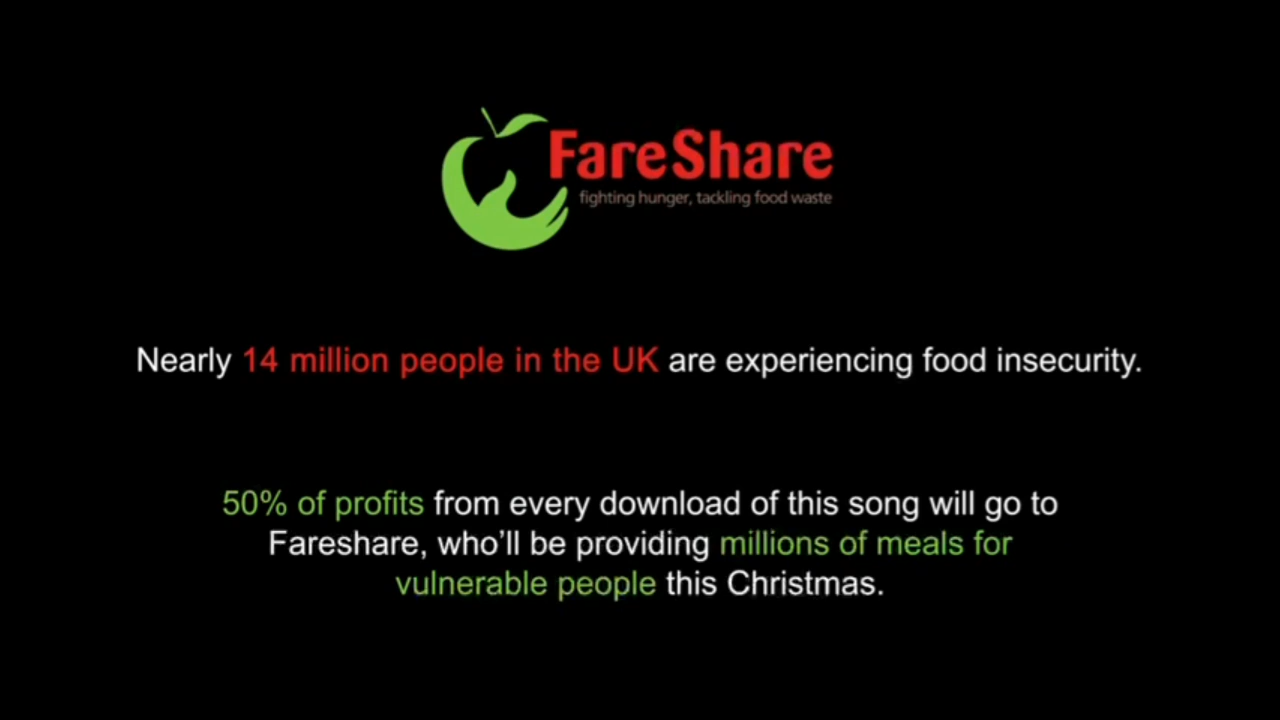 FareShare
fighting hunger, tackling food waste
Nearly 14 million people in the UK are experiencing food insecurity.
50% of profits from every download of this song will go to
Fareshare, who'll be providing millions of meals for
vulnerable people this Christmas.